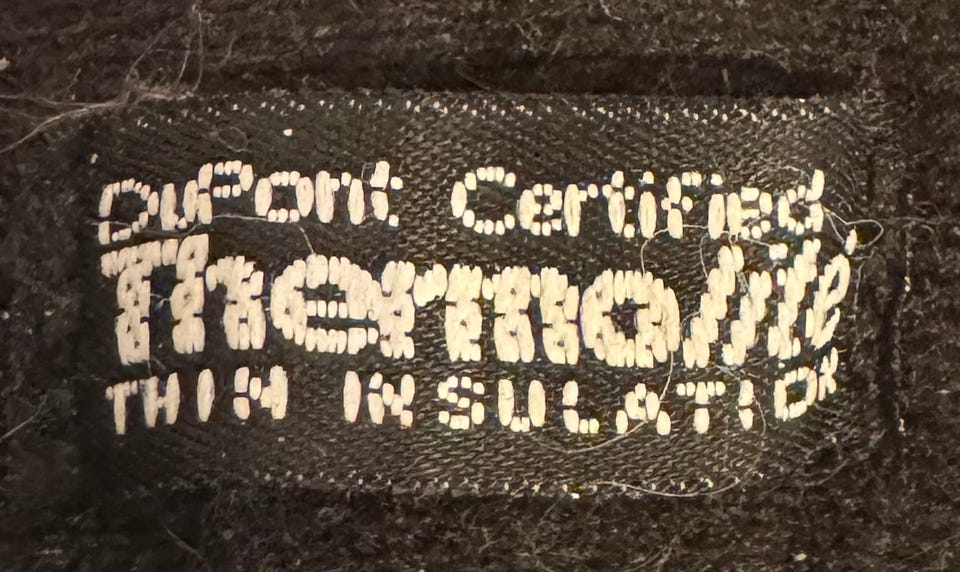 DuPont Certified
Thermolite
THIN INSULATION